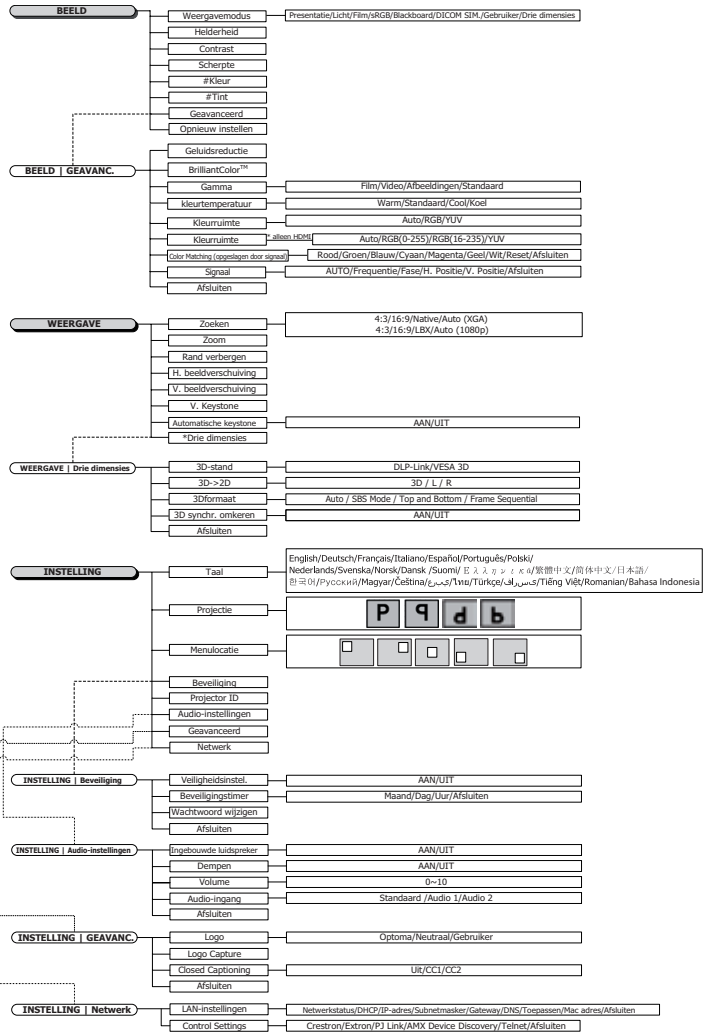 BEELD
Weergavemodus
Presentatie/Licht/Film/sRGB/Blackboard/DICOM SIM./Gebruiker/Drie dimensies
Helderheid
Contrast
Scherpte
#Kleur
#Tint
Geavanceerd
Opnieuw instellen
BEELD | GEAVANC.
Geluidsreductie
BrilliantColor™
Gamma
Film/Video/Afbeeldingen/Standaard
kleurtemperatuur
Warm/Standaard/Cool/Koel
Kleurruimte
Auto/RGB/YUV
Kleurruimte
* alleen HDMI
Auto/RGB(0-255)/RGB(16-235)/YUV
Color Matching (opgeslagen door signaal)
Rood/Groen/Blauw/Cyaan/Magenta/Geel/Wit/Reset/Afsluiten
Signaal
AUTO/Frequentie/Fase/H. Positie/V. Positie/Afsluiten
Afsluiten
WEERGAVE
Zoeken
4:3/16:9/Native/Auto (XGA)
4:3/16:9/LBX/Auto (1080p)
Zoom
Rand verbergen
H. beeldverschuiving
V. beeldverschuiving
V. Keystone
Automatische keystone
AAN/UIT
*Drie dimensies
WEERGAVE | Drie dimensies
3D-stand
DLP-Link/VESA 3D
3D->2D
3D / L / R
3Dformaat
Auto / SBS Mode / Top and Bottom / Frame Sequential
3D synchr. omkeren
AAN/UIT
Afsluiten
INSTELLING
Taal
English/Deutsch/Français/Italiano/Español/Português/Polski/
Nederlands/Svenska/Norsk/Dansk /Suomi/ Ελληνικά/繁體中文/简体中文/日本語/
한국어/Русский/Magyar/Čeština/عربي/ไทย/Türkçe/فارسی/Tiếng Việt/Romanian/Bahasa Indonesia
Projectie
P P P P
Menulocatie
Beveiliging
Projector ID
Audio-instellingen
Geavanceerd
Netwerk
INSTELLING | Beveiliging
Veiligheidsinstel.
AAN/UIT
Beveiligingstimer
Maand/Dag/Uur/Afsluiten
Wachtwoord wijzigen
Afsluiten
INSTELLING | Audio-instellingen
Ingebouwde luidspreker
AAN/UIT
Dempen
AAN/UIT
Volume
0~10
Audio-ingang
Standaard /Audio 1/Audio 2
Afsluiten
INSTELLING | GEAVANC.
Logo
Optoma/Neutraal/Gebruiker
Logo Capture
Closed Captioning
Uit/CC1/CC2
Afsluiten
INSTELLING | Netwerk
LAN-instellingen
Netwerkstatus/DHCP/IP-adres/Subnetmasker/Gateway/DNS/Toepassen/Mac adres/Afsluiten
Control Settings
Crestron/Extron/PJ Link/AMX Device Discovery/Telnet/Afsluiten